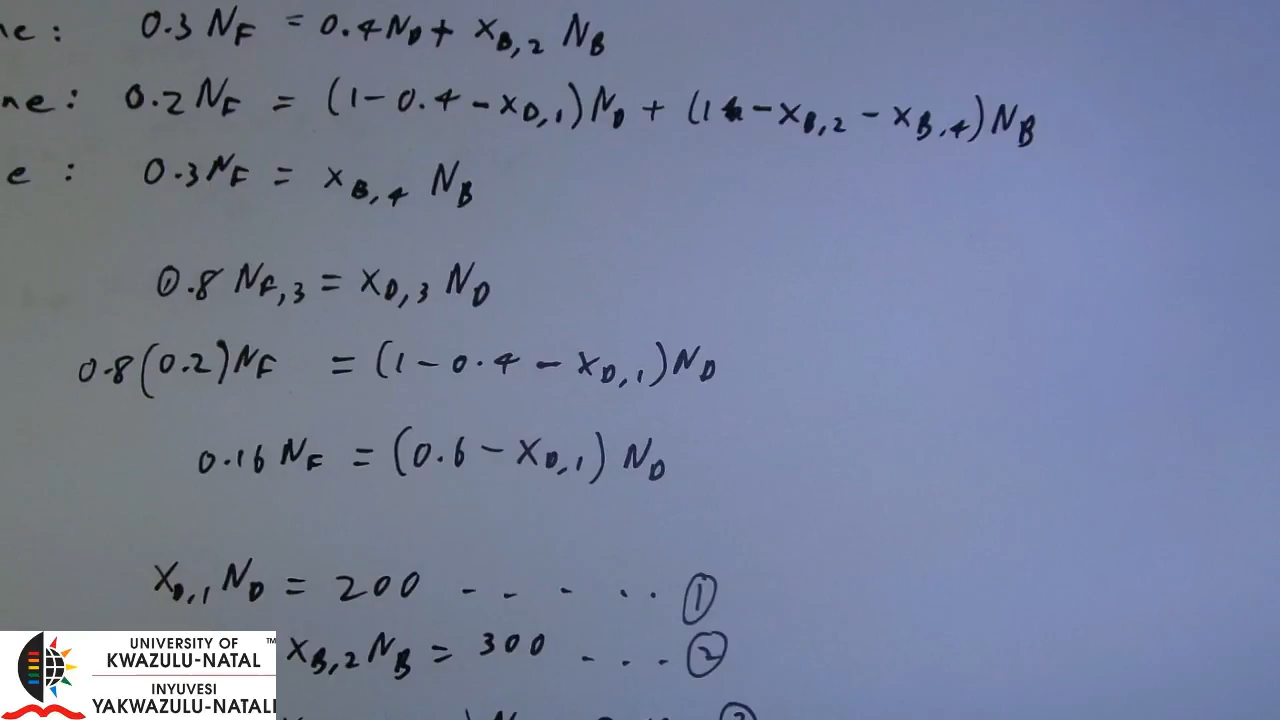 ne: 0.3 N_F = 0.4 N_D + x_B,2 N_B
ne: 0.2 N_F = (1 - 0.4 - x_D,1) N_D + (1 - x_B,2 - x_B,4) N_B
e: 0.3 N_F = x_B,4 N_B
0.8 N_F,3 = x_D,3 N_D
0.8(0.2) N_F = (1 - 0.4 - x_D,1) N_D
0.16 N_F = (0.6 - x_D,1) N_D
x_D,1 N_D = 200 - - - . . ①
x_B,2 N_B = 300 - . . . ②
UNIVERSITY OF ™
KWAZULU-NATAL
INYUVESI
YAKWAZULU-NATALI